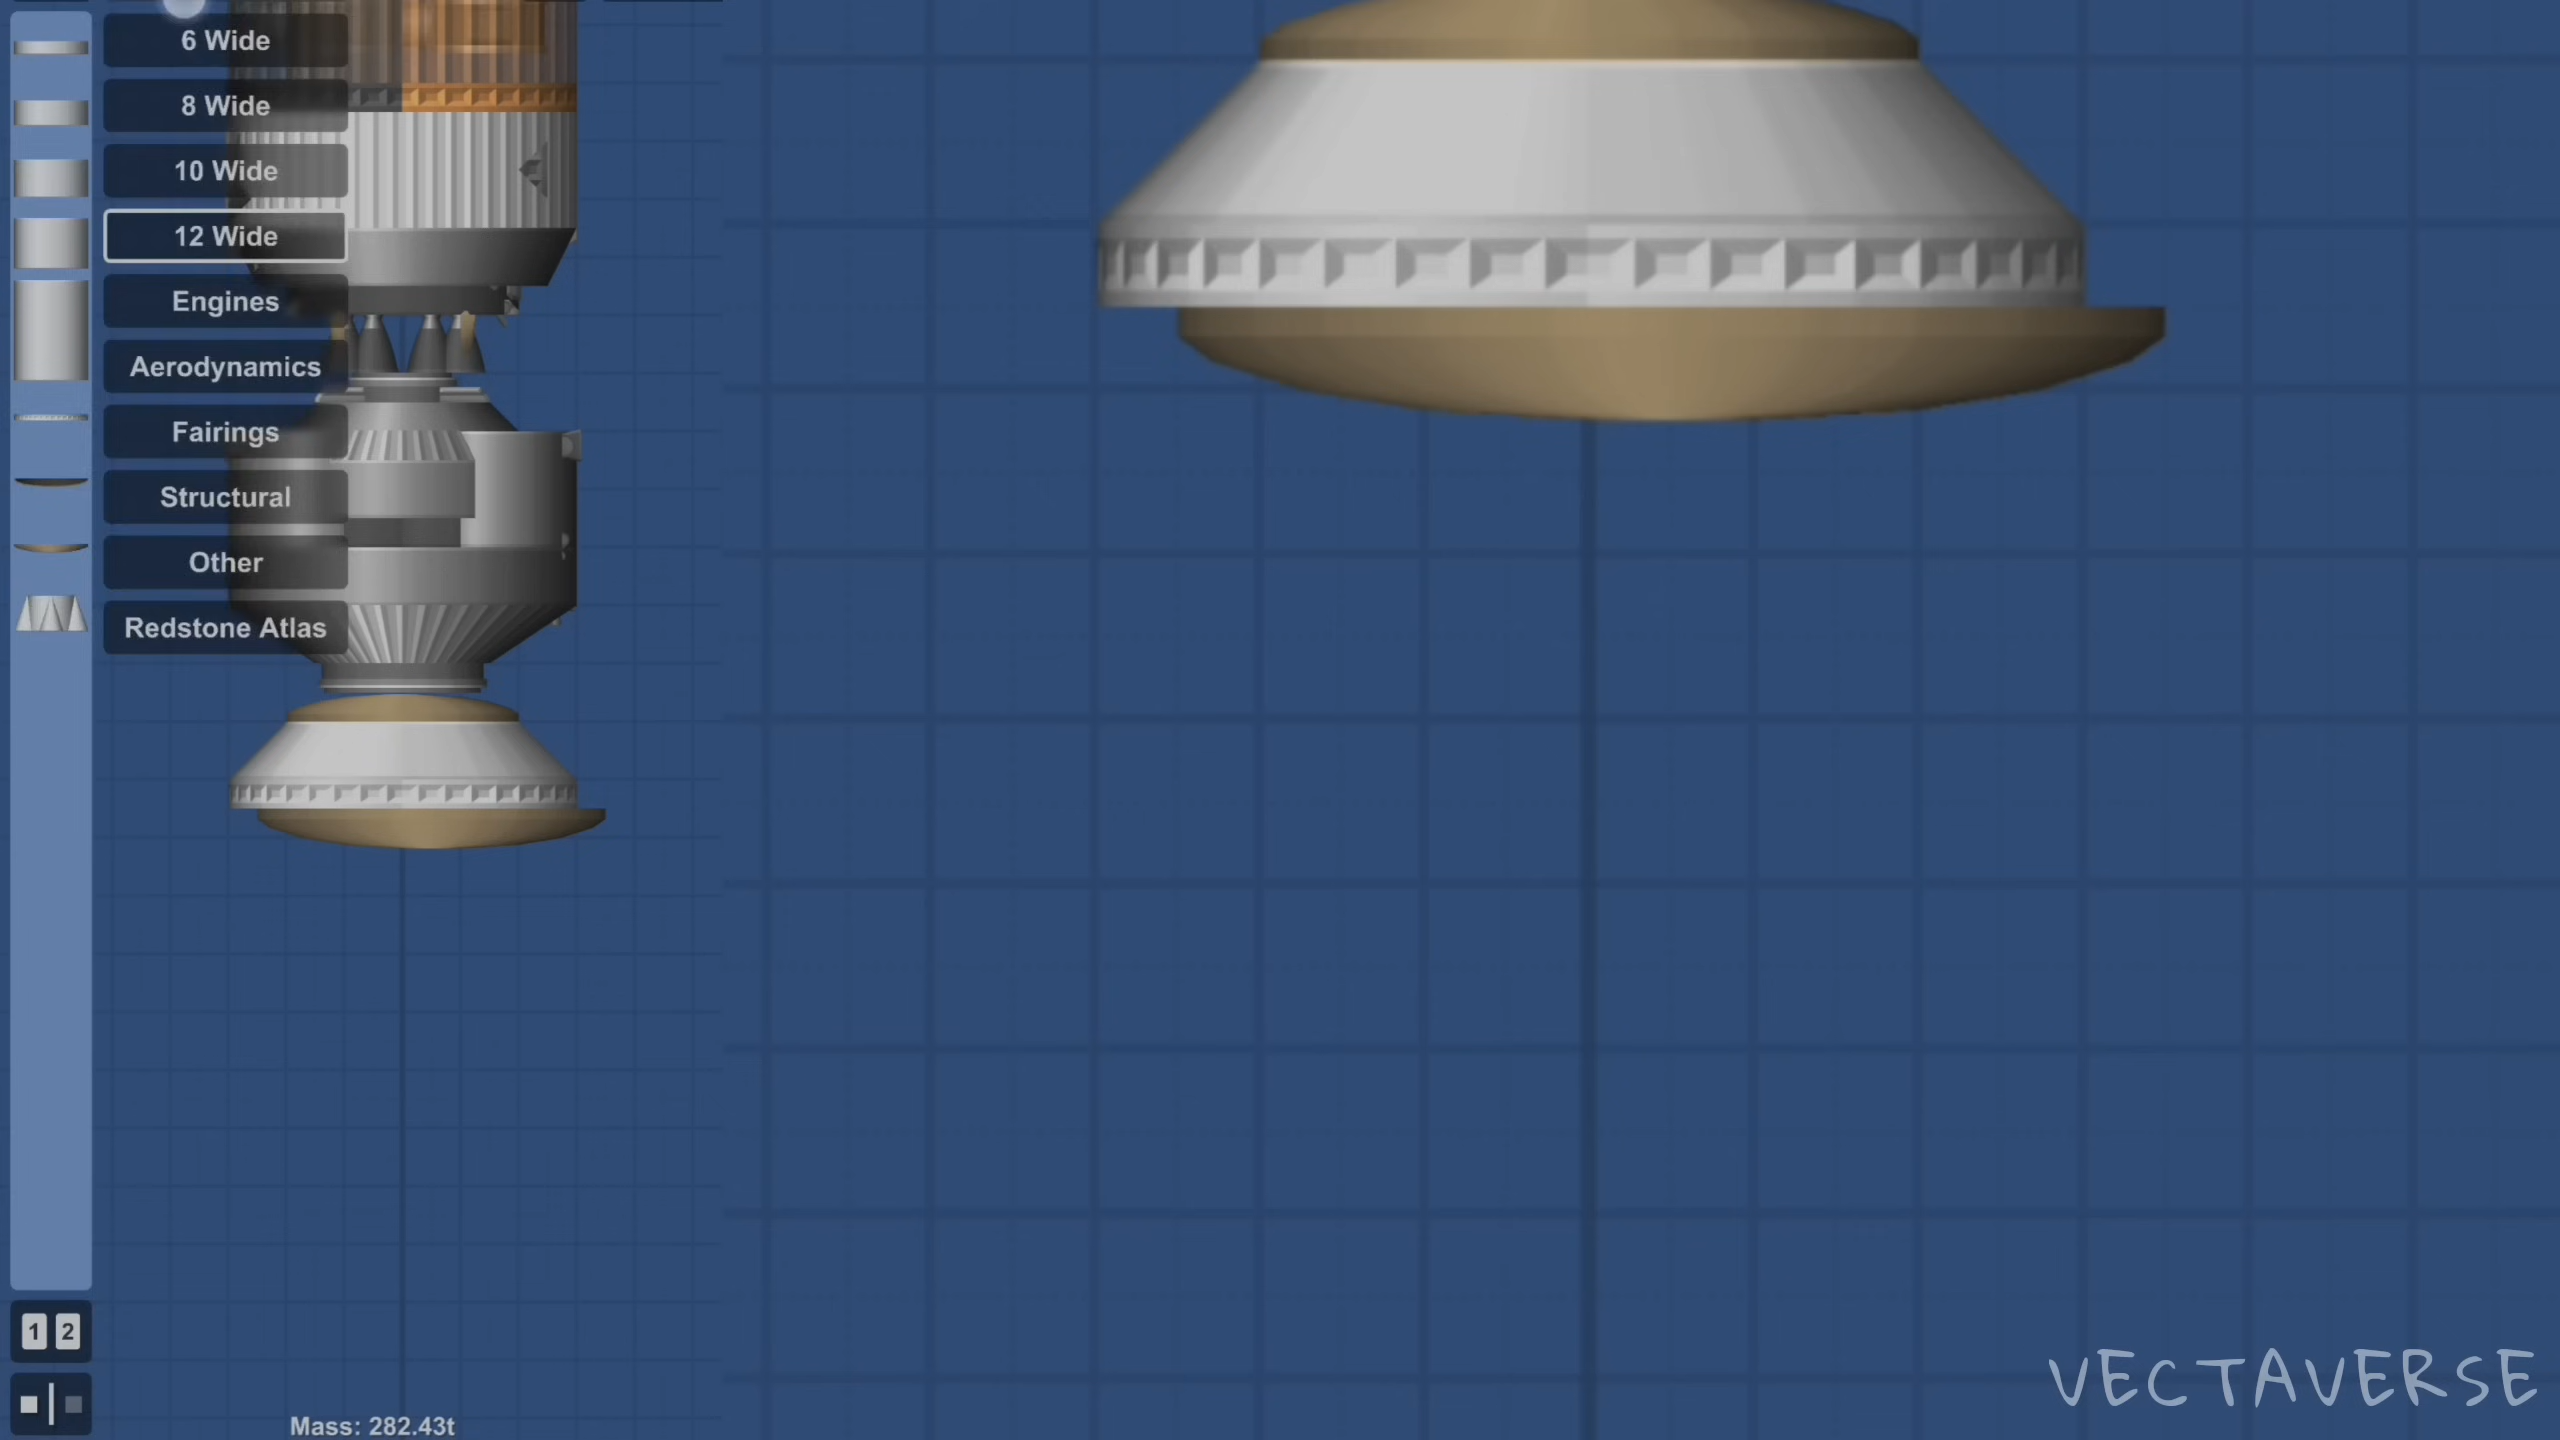 6 Wide
8 Wide
10 Wide
12 Wide
Engines
Aerodynamics
Fairings
Structural
Other
Redstone Atlas
1 2
Mass: 282.43t
VECTAVERSE